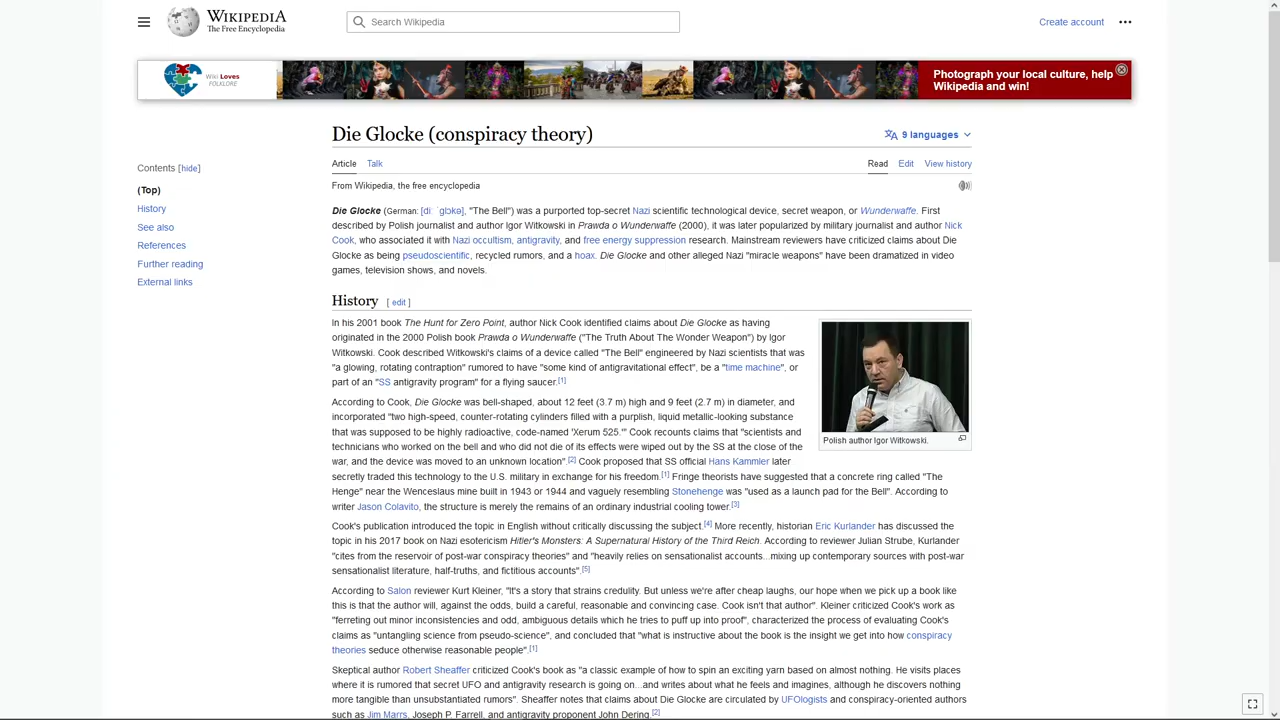 WIKIPEDIA
The Free Encyclopedia
Search Wikipedia
Create account
Wiki Loves
FOLKLORE
Photograph your local culture, help
Wikipedia and win!
Die Glocke (conspiracy theory)
9 languages
Contents [hide]
(Top)
History
See also
References
Further reading
External links
Article Talk
Read Edit View history
From Wikipedia, the free encyclopedia
Die Glocke (German: [diː ˈɡlɔkə], "The Bell") was a purported top-secret Nazi scientific technological device, secret weapon, or Wunderwaffe. First
described by Polish journalist and author Igor Witkowski in Prawda o Wunderwaffe (2000), it was later popularized by military journalist and author Nick
Cook, who associated it with Nazi occultism, antigravity, and free energy suppression research. Mainstream reviewers have criticized claims about Die
Glocke as being pseudoscientific, recycled rumors, and a hoax. Die Glocke and other alleged Nazi "miracle weapons" have been dramatized in video
games, television shows, and novels.
History [ edit ]
In his 2001 book The Hunt for Zero Point, author Nick Cook identified claims about Die Glocke as having
originated in the 2000 Polish book Prawda o Wunderwaffe ("The Truth About The Wonder Weapon") by Igor
Witkowski. Cook described Witkowski's claims of a device called "The Bell" engineered by Nazi scientists that was
"a glowing, rotating contraption" rumored to have "some kind of antigravitational effect", be a "time machine", or
part of an "SS antigravity program" for a flying saucer.[1]
According to Cook, Die Glocke was bell-shaped, about 12 feet (3.7 m) high and 9 feet (2.7 m) in diameter, and
incorporated "two high-speed, counter-rotating cylinders filled with a purplish, liquid metallic-looking substance
that was supposed to be highly radioactive, code-named 'Xerum 525.'" Cook recounts claims that "scientists and
technicians who worked on the bell and who did not die of its effects were wiped out by the SS at the close of the
war, and the device was moved to an unknown location".[2] Cook proposed that SS official Hans Kammler later
secretly traded this technology to the U.S. military in exchange for his freedom.[1] Fringe theorists have suggested that a concrete ring called "The
Henge" near the Wenceslaus mine built in 1943 or 1944 and vaguely resembling Stonehenge was "used as a launch pad for the Bell". According to
writer Jason Colavito, the structure is merely the remains of an ordinary industrial cooling tower.[3]
Polish author Igor Witkowski.
Cook's publication introduced the topic in English without critically discussing the subject.[4] More recently, historian Eric Kurlander has discussed the
topic in his 2017 book on Nazi esotericism Hitler's Monsters: A Supernatural History of the Third Reich. According to reviewer Julian Strube, Kurlander
"cites from the reservoir of post-war conspiracy theories" and "heavily relies on sensationalist accounts...mixing up contemporary sources with post-war
sensationalist literature, half-truths, and fictitious accounts".[5]
According to Salon reviewer Kurt Kleiner, "It's a story that strains credulity. But unless we're after cheap laughs, our hope when we pick up a book like
this is that the author will, against the odds, build a careful, reasonable and convincing case. Cook isn't that author". Kleiner criticized Cook's work as
"ferreting out minor inconsistencies and odd, ambiguous details which he tries to puff up into proof", characterized the process of evaluating Cook's
claims as "untangling science from pseudo-science", and concluded that "what is instructive about the book is the insight we get into how conspiracy
theories seduce otherwise reasonable people".[1]
Skeptical author Robert Sheaffer criticized Cook's book as "a classic example of how to spin an exciting yarn based on almost nothing. He visits places
where it is rumored that secret UFO and antigravity research is going on...and writes about what he feels and imagines, although he discovers nothing
more tangible than unsubstantiated rumors". Sheaffer notes that claims about Die Glocke are circulated by UFOlogists and conspiracy-oriented authors
such as Jim Marrs, Joseph P. Farrell, and antigravity proponent John Dering.[2]